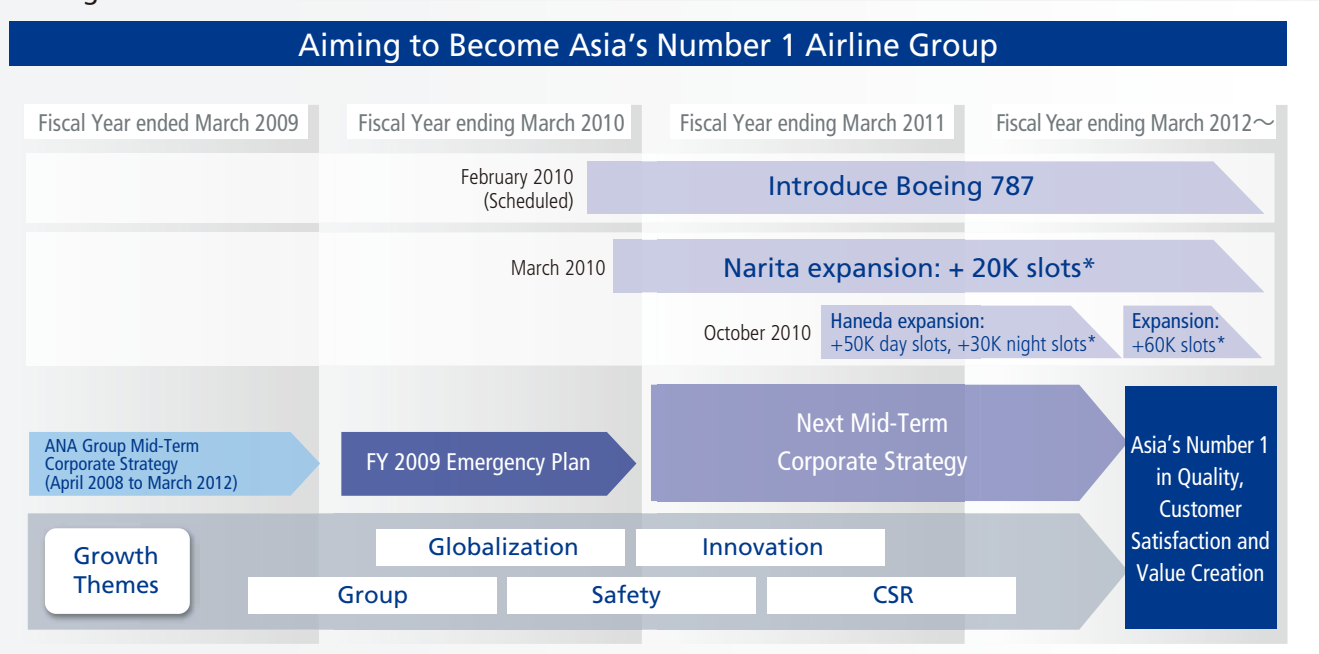 Aiming to Become Asia's Number 1 Airline Group
Fiscal Year ended March 2009
Fiscal Year ending March 2010
Fiscal Year ending March 2011
Fiscal Year ending March 2012～
February 2010
(Scheduled)
Introduce Boeing 787
March 2010
Narita expansion: + 20K slots*
October 2010
Haneda expansion:
+50K day slots, +30K night slots*
Expansion:
+60K slots*
ANA Group Mid-Term
Corporate Strategy
(April 2008 to March 2012)
FY 2009 Emergency Plan
Next Mid-Term
Corporate Strategy
Asia's Number 1
in Quality,
Customer
Satisfaction and
Value Creation
Growth
Themes
Globalization
Innovation
Group
Safety
CSR